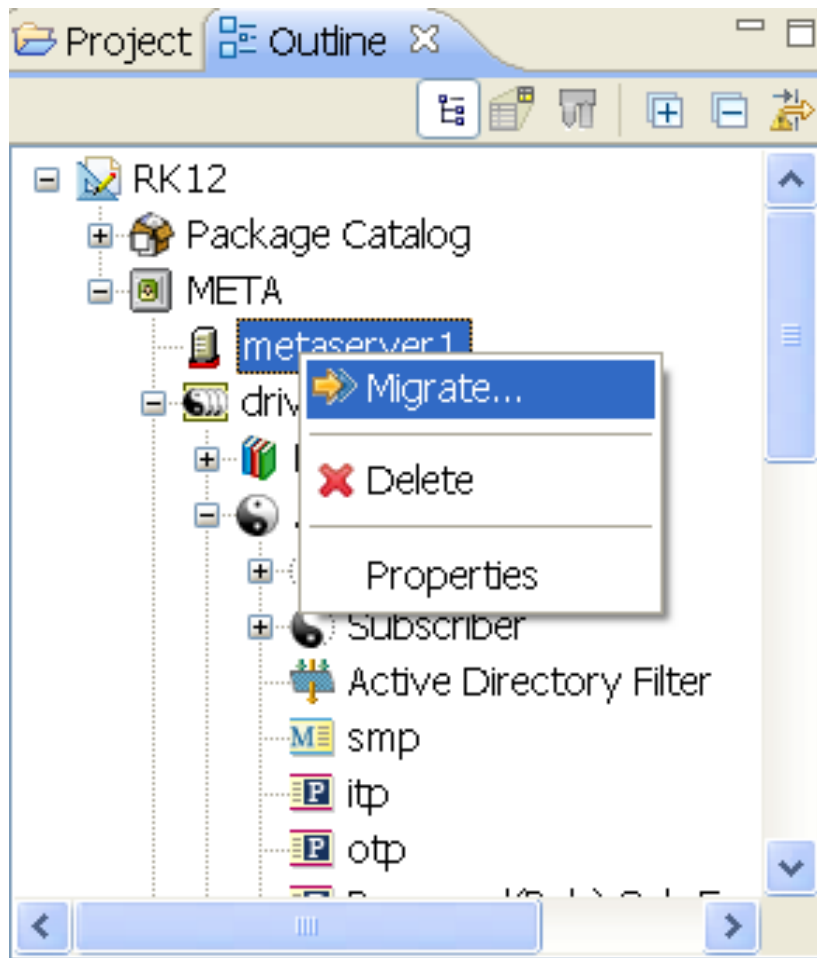 Project Outline
RK12
Package Catalog
META
metaserver1
Migrate...
Delete
Properties
Subscriber
Active Directory Filter
smp
itp
otp